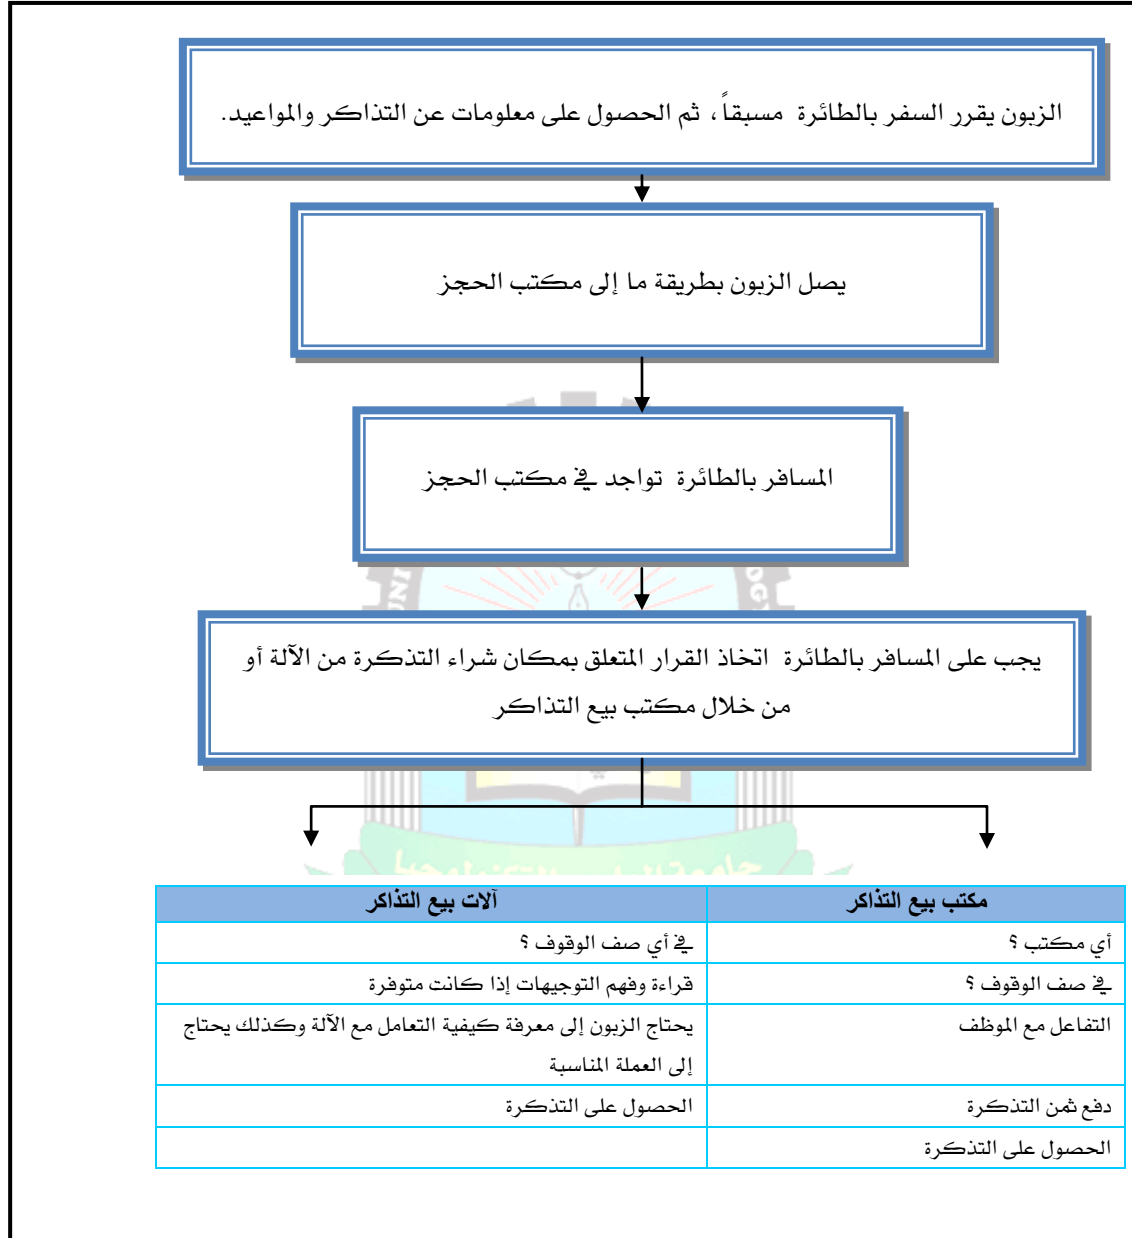 الزبون يقرر السفر بالطائرة مسبقاً، ثم الحصول على معلومات عن التذاكر والمواعيد.
يصل الزبون بطريقة ما إلى مكتب الحجز
المسافر بالطائرة تواجد في مكتب الحجز
يجب على المسافر بالطائرة اتخاذ القرار المتعلق بمكان شراء التذكرة من الآلة أو
من خلال مكتب بيع التذاكر
مكتب بيع التذاكر
آلات بيع التذاكر
أي مكتب ؟
في أي صف الوقوف ؟
في صف الوقوف ؟
قراءة وفهم التوجيهات إذا كانت متوفرة
التفاعل مع الموظف
يحتاج الزبون إلى معرفة كيفية التعامل مع الآلة وكذلك يحتاج
إلى العملة المناسبة
دفع ثمن التذكرة
الحصول على التذكرة
الحصول على التذكرة